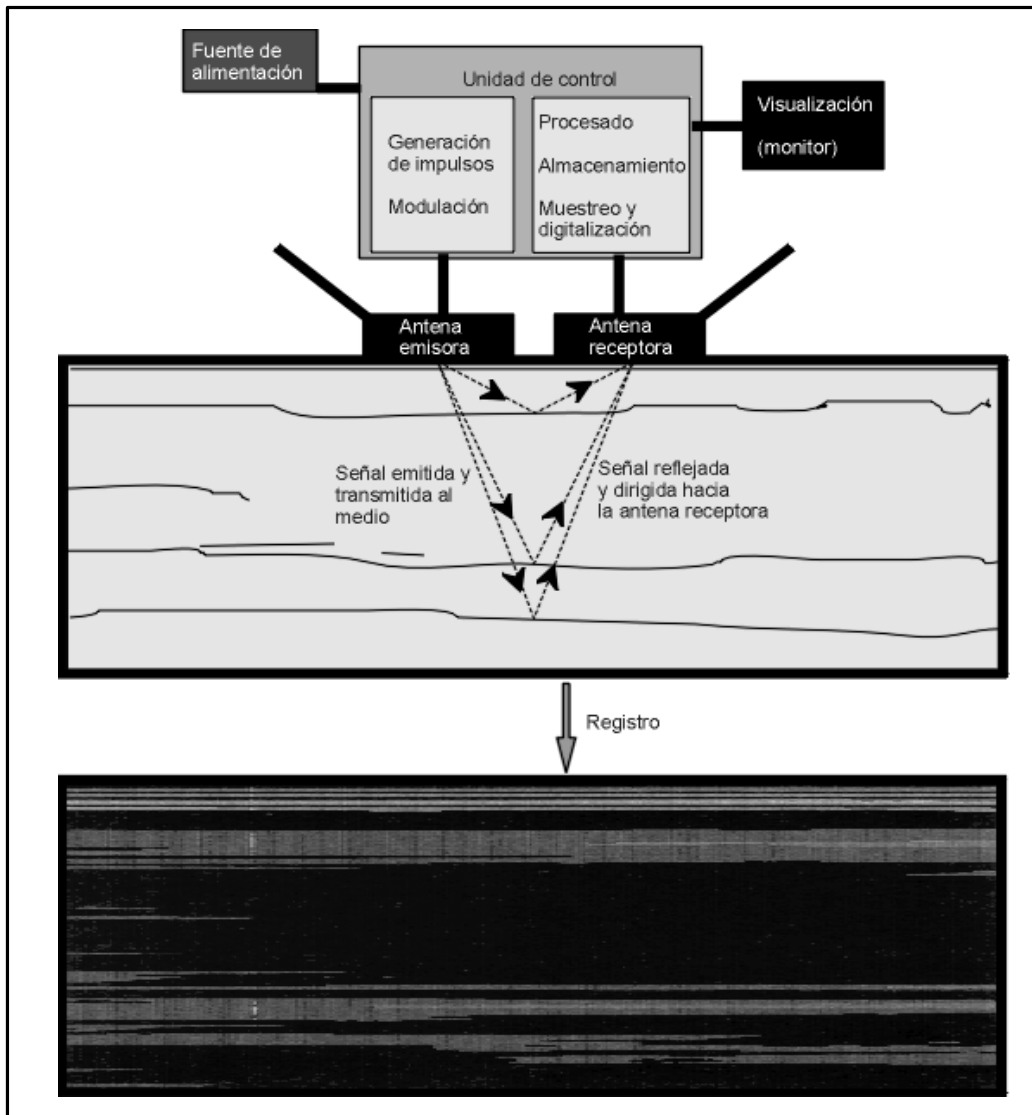 Fuente de
alimentación
Unidad de control
Generación
de impulsos
Modulación
Procesado
Almacenamiento
Muestreo y
digitalización
Visualización
(monitor)
Antena
emisora
Antena
receptora
Señal emitida y
transmitida al
medio
Señal reflejada
y dirigida hacia
la antena receptora
Registro